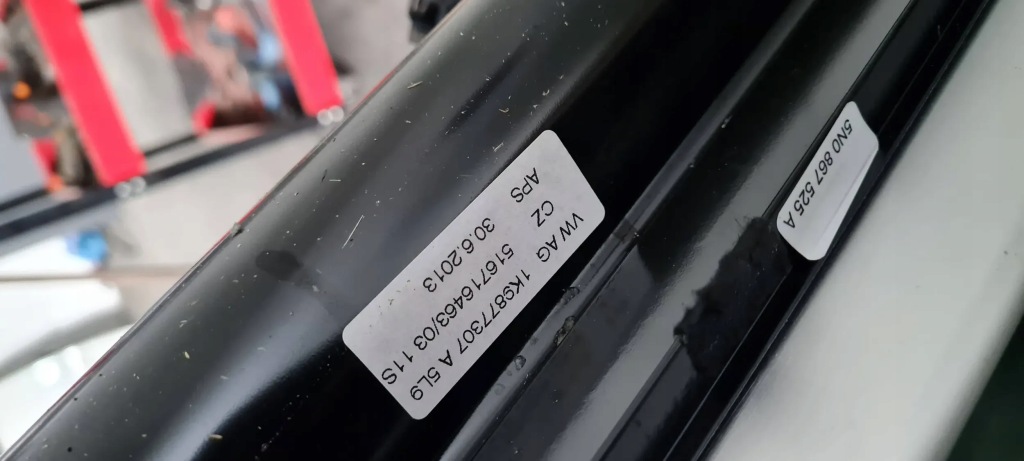 VW AG 1K9877307 A 5L9
CZ 516716463/03 11S
APS 30.6.2013
5N0 867 525 A